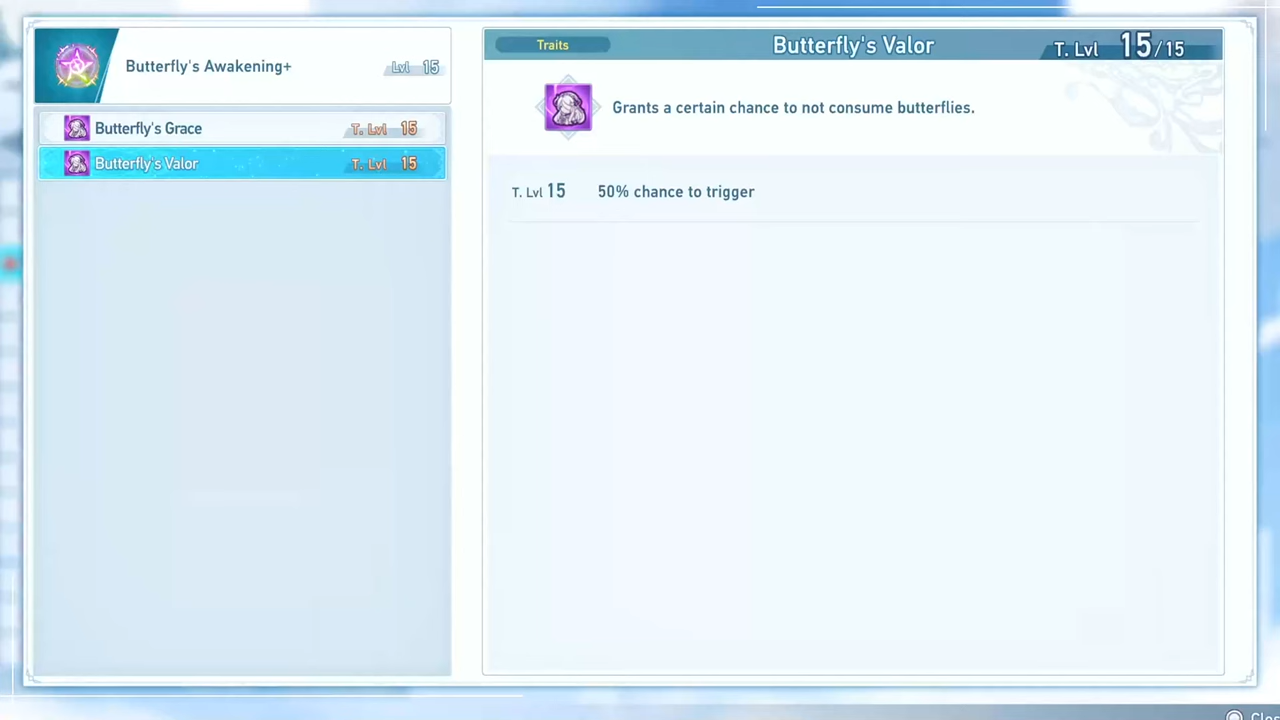 Butterfly's Awakening+ Lvl 15
Butterfly's Grace T. Lvl 15
Butterfly's Valor T. Lvl 15
Traits
Butterfly's Valor
T. Lvl 15/15
Grants a certain chance to not consume butterflies.
T. Lvl 15 50% chance to trigger